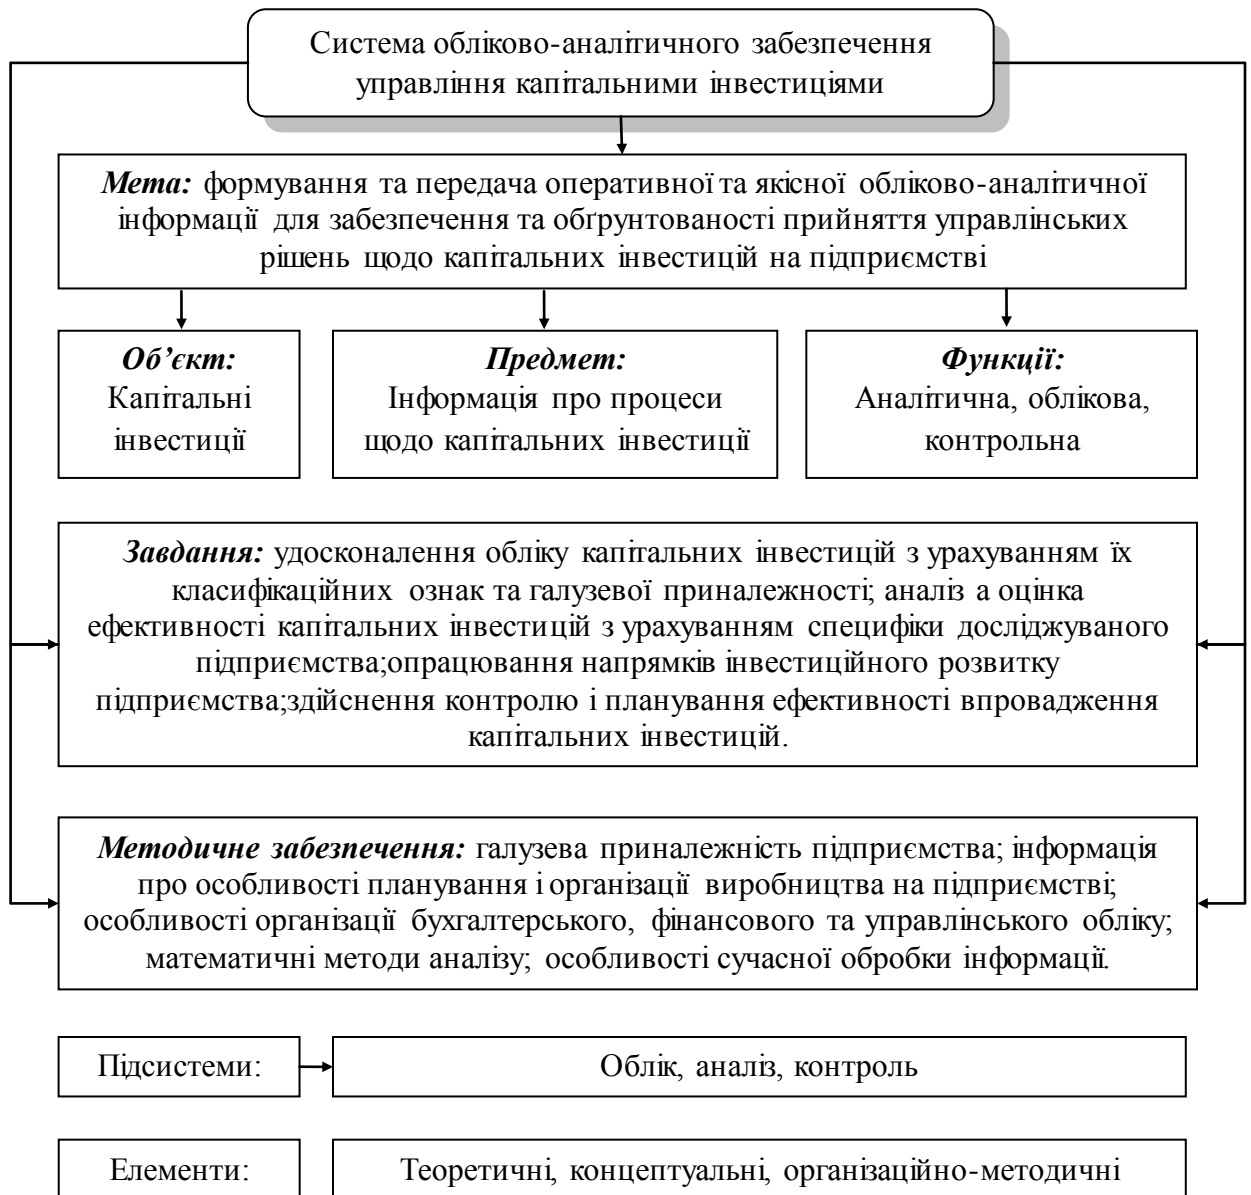 Система обліково-аналітичного забезпечення
управління капітальними інвестиціями
Мета: формування та передача оперативної та якісної обліково-аналітичної
інформації для забезпечення та обґрунтованості прийняття управлінських
рішень щодо капітальних інвестицій на підприємстві
Об’єкт:
Капітальні
інвестиції
Предмет:
Інформація про процеси
щодо капітальних інвестиції
Функції:
Аналітична, облікова,
контрольна
Завдання: удосконалення обліку капітальних інвестицій з урахуванням їх
класифікаційних ознак та галузевої приналежності; аналіз а оцінка
ефективності капітальних інвестицій з урахуванням специфіки досліджуваного
підприємства;опрацювання напрямків інвестиційного розвитку
підприємства;здійснення контролю і планування ефективності впровадження
капітальних інвестицій.
Методичне забезпечення: галузева приналежність підприємства; інформація
про особливості планування і організації виробництва на підприємстві;
особливості організації бухгалтерського, фінансового та управлінського обліку;
математичні методи аналізу; особливості сучасної обробки інформації.
Підсистеми:
Облік, аналіз, контроль
Елементи:
Теоретичні, концептуальні, організаційно-методичні